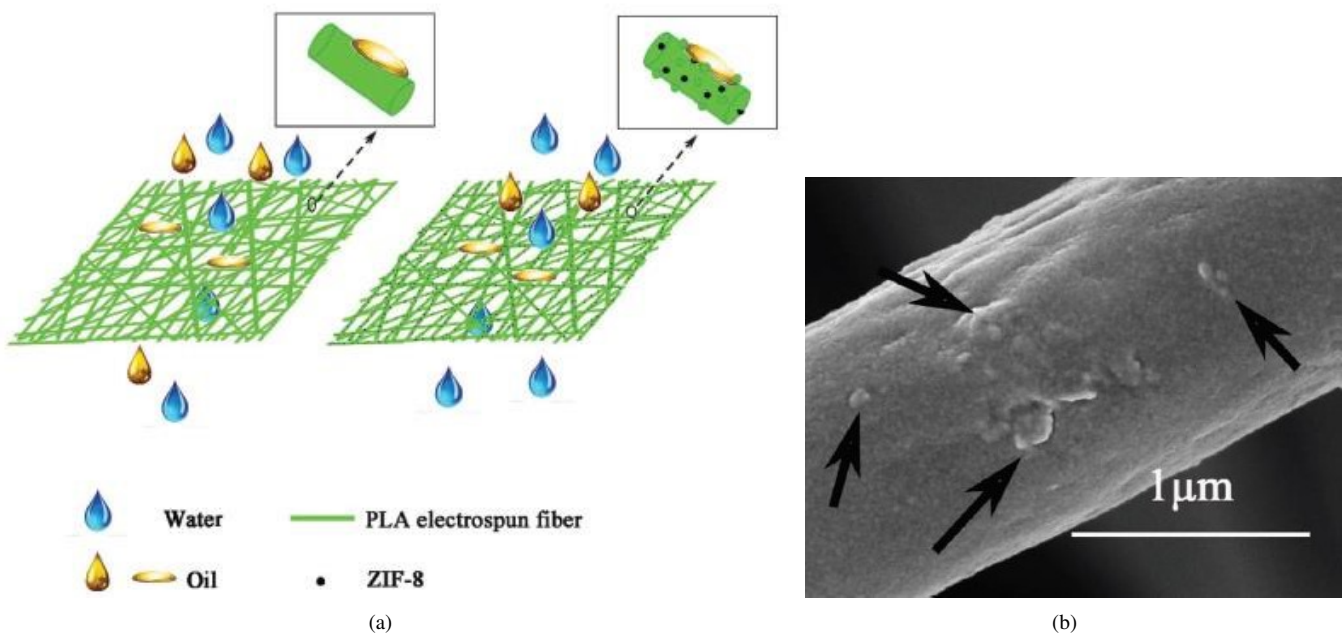 Water
PLA electrospun fiber
Oil
ZIF-8
1μm
(a)
(b)